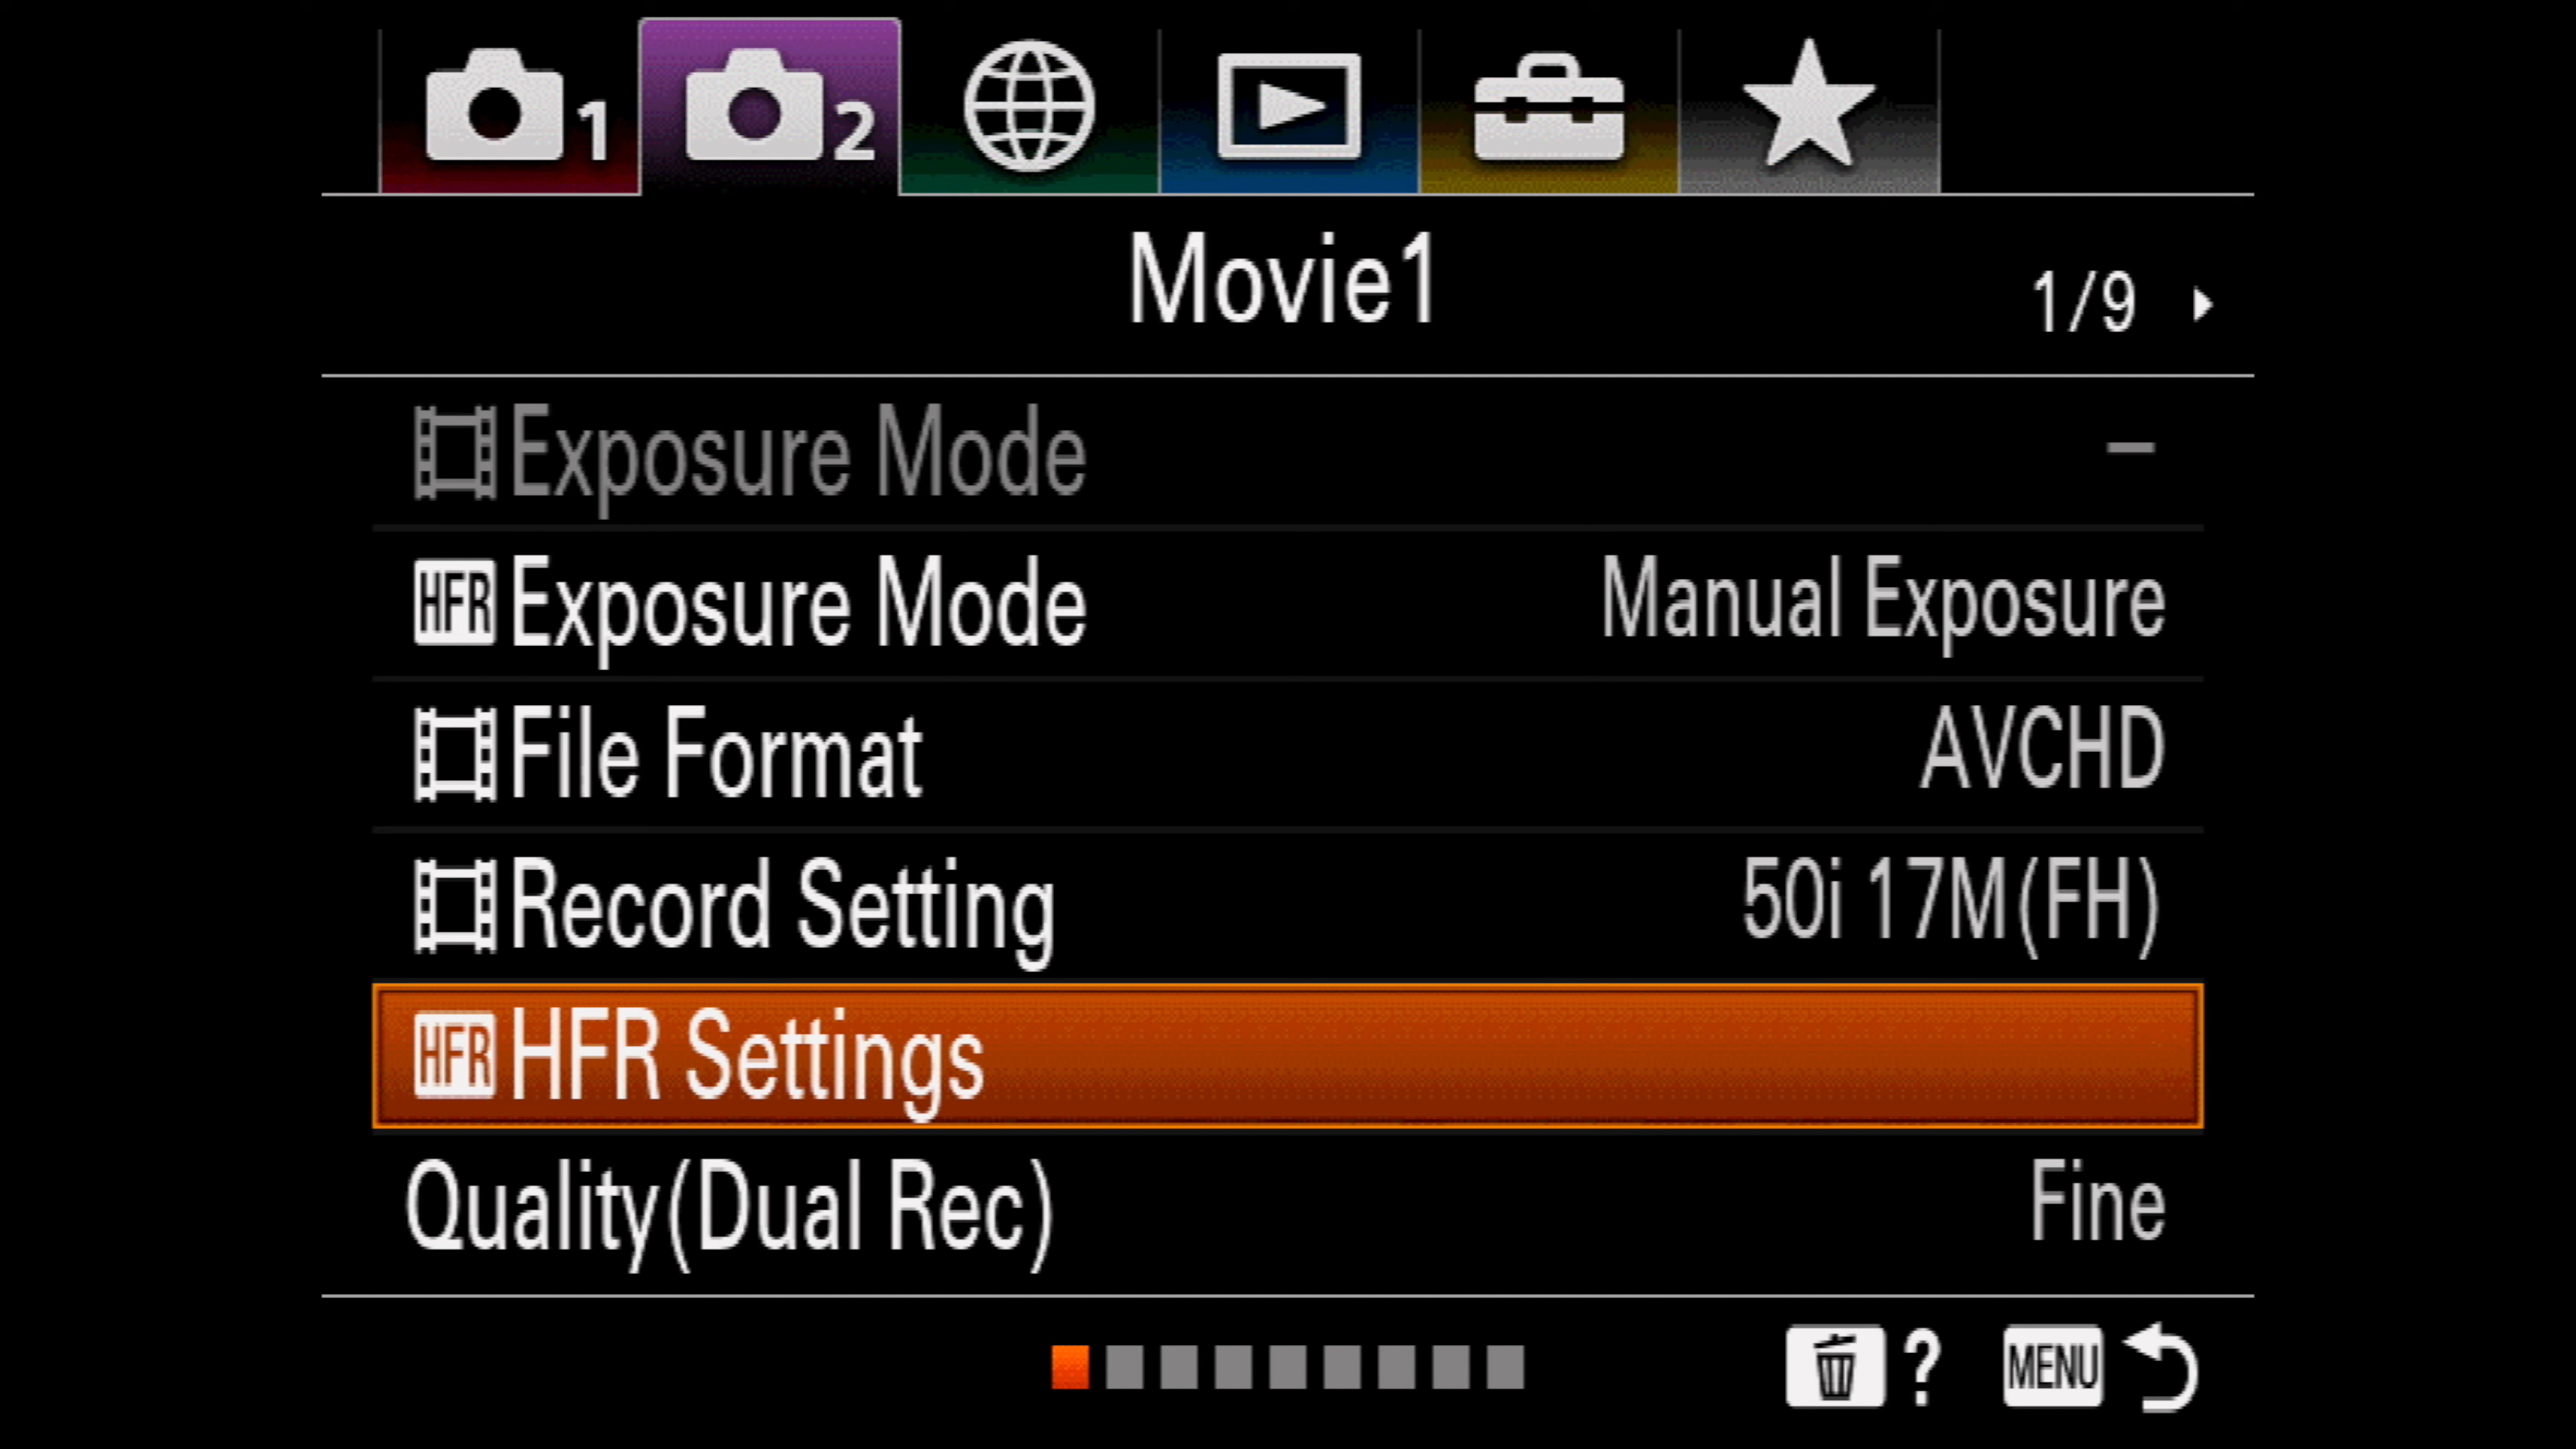 1 2
Movie1
1/9
Exposure Mode –
HFR Exposure Mode Manual Exposure
File Format AVCHD
Record Setting 50i 17M(FH)
HFR HFR Settings
Quality(Dual Rec) Fine
? MENU